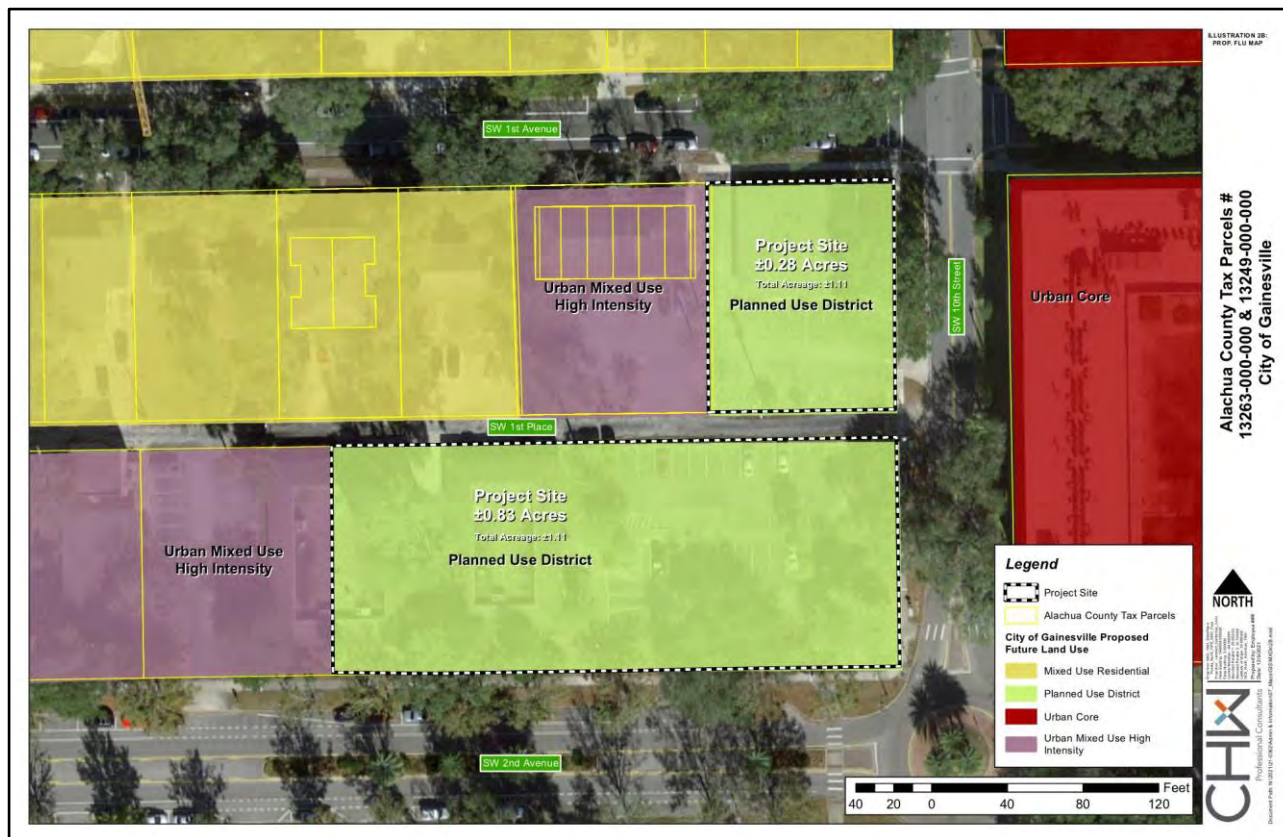 ILLUSTRATION 2B:
PROP. FLU MAP
SW 1st Avenue
Project Site
±0.28 Acres
Total Acreage: ±1.11
Planned Use District
Urban Mixed Use
High Intensity
SW 10th Street
Urban Core
SW 1st Place
Project Site
±0.83 Acres
Total Acreage: ±1.11
Planned Use District
Urban Mixed Use
High Intensity
SW 2nd Avenue
Alachua County Tax Parcels #
13263-000-000 & 13249-000-000
City of Gainesville
Legend
Project Site
Alachua County Tax Parcels
City of Gainesville Proposed
Future Land Use
Mixed Use Residential
Planned Use District
Urban Core
Urban Mixed Use High
Intensity
NORTH
CHW
Professional Consultants
Feet
40 20 0 40 80 120